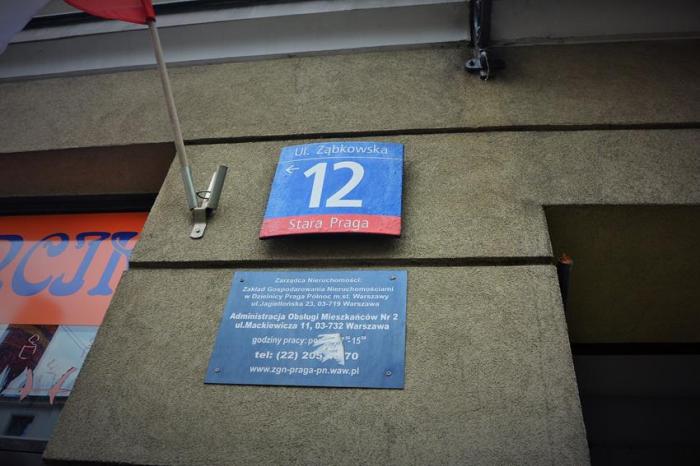 Ul. Ząbkowska
← 12
Stara Praga
Zarządca Nieruchomości:
Zakład Gospodarowania Nieruchomościami
w Dzielnicy Praga Północ m.st. Warszawy
ul.Jagiellońska 23, 03-719 Warszawa
Administracja Obsługi Mieszkańców Nr 2
ul.Mackiewicza 11, 03-732 Warszawa
godziny pracy: 15⁰⁰
tel: (22) 70
www.zgn-praga-pn.waw.pl